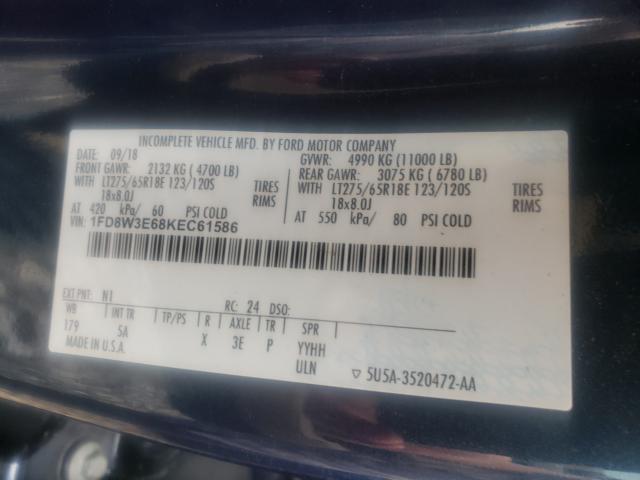 INCOMPLETE VEHICLE MFG. BY FORD MOTOR COMPANY
DATE: 09/18 GVWR: 4990 KG (11000 LB)
FRONT GAWR: 2132 KG ( 4700 LB) REAR GAWR: 3075 KG ( 6780 LB)
WITH LT275/65R18E 123/120S TIRES WITH LT275/65R18E 123/120S TIRES
18x8.0J RIMS 18x8.0J RIMS
AT 420 kPa/ 60 PSI COLD AT 550 kPa/ 80 PSI COLD
VIN: 1FD8W3E68KEC61586
EXT PNT: N1 RC: 24 DSO:
WB INT TR TP/PS R AXLE TR SPR
179 5A X 3E P YYHH
MADE IN U.S.A. ULN
5U5A-3520472-AA